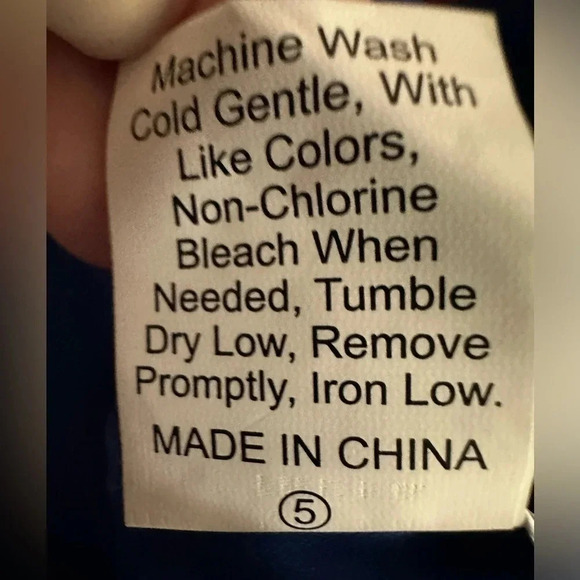 Machine Wash
Cold Gentle, With
Like Colors,
Non-Chlorine
Bleach When
Needed, Tumble
Dry Low, Remove
Promptly, Iron Low.
MADE IN CHINA
5